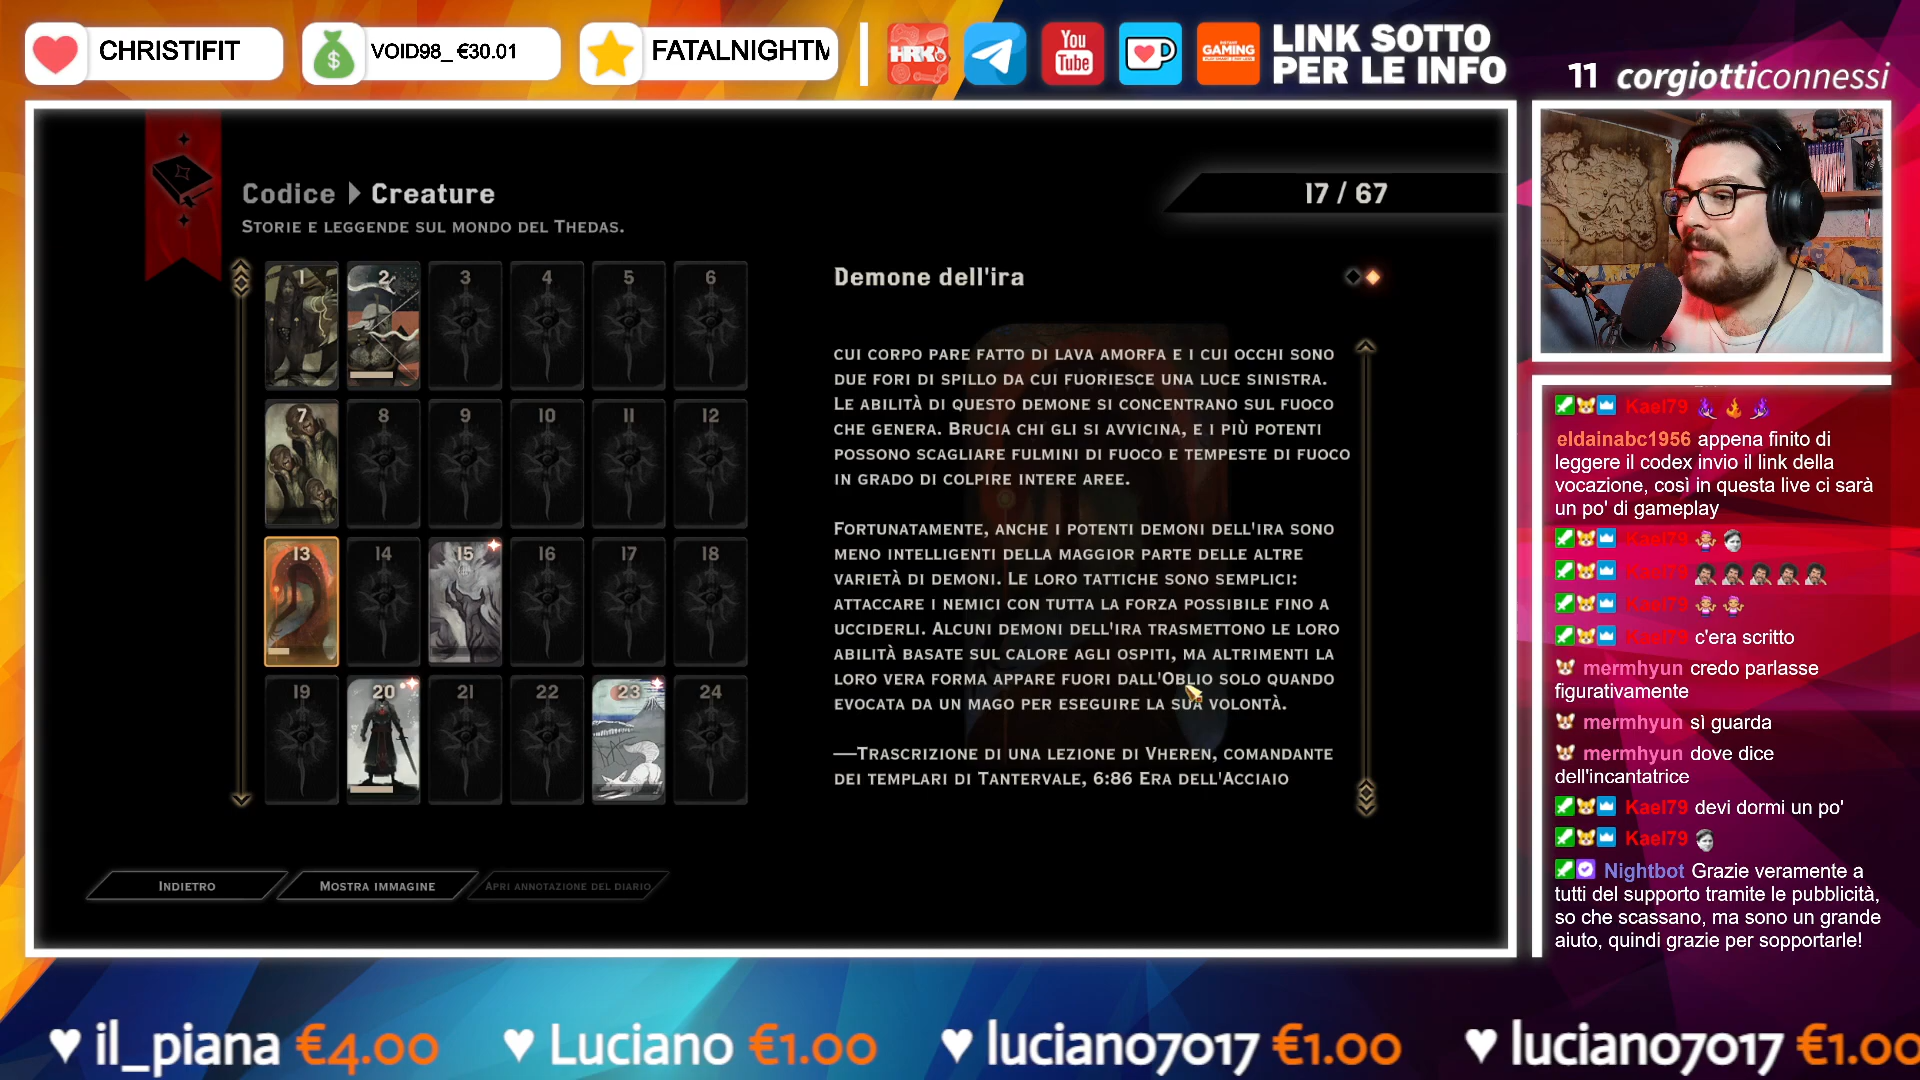 CHRISTIFIT
VOID98_ €30.01
FATALNIGHTM
HRK
You
Tube
INSTANT
GAMING
LINK SOTTO
PER LE INFO
11 corgiotticonnessi
Codice Creature
Storie e leggende sul mondo del Thedas.
17 / 67
1 2 3 4 5 6
7 8 9 10 11 12
13 14 15 16 17 18
19 20 21 22 23 24
Indietro
Mostra immagine
Apri annotazione del diario
Demone dell'ira
cui corpo pare fatto di lava amorfa e i cui occhi sono
due fori di spillo da cui fuoriesce una luce sinistra.
Le abilità di questo demone si concentrano sul fuoco
che genera. Brucia chi gli si avvicina, e i più potenti
possono scagliare fulmini di fuoco e tempeste di fuoco
in grado di colpire intere aree.
Fortunatamente, anche i potenti demoni dell'ira sono
meno intelligenti della maggior parte delle altre
varietà di demoni. Le loro tattiche sono semplici:
attaccare i nemici con tutta la forza possibile fino a
ucciderli. Alcuni demoni dell'ira trasmettono le loro
abilità basate sul calore agli ospiti, ma altrimenti la
loro vera forma appare fuori dall'Oblio solo quando
evocata da un mago per eseguire la sua volontà.
—Trascrizione di una lezione di Vheren, comandante
dei templari di Tantervale, 6:86 Era dell'Acciaio
Kael79
eldainabc1956 appena finito di
leggere il codex invio il link della
vocazione, così in questa live ci sarà
un po' di gameplay
Kael79
Kael79
Kael79
Kael79 c'era scritto
mermhyun credo parlasse
figurativamente
mermhyun sì guarda
mermhyun dove dice
dell'incantatrice
Kael79 devi dormi un po'
Kael79
Nightbot Grazie veramente a
tutti del supporto tramite le pubblicità,
so che scassano, ma sono un grande
aiuto, quindi grazie per sopportarle!
il_piana €4.00 Luciano €1.00 luciano7017 €1.00 luciano7017 €1.00